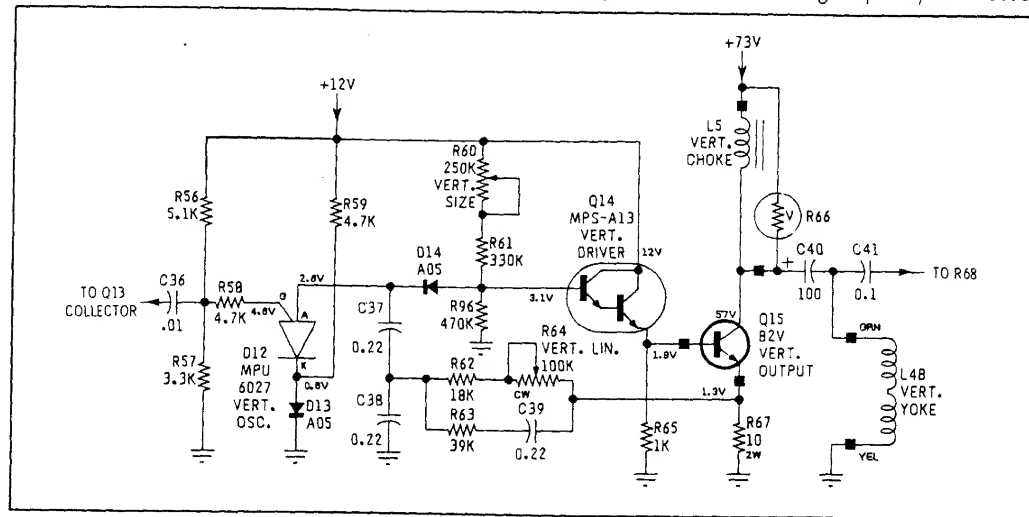 +73V
+12V
L5
VERT.
CHOKE
R60
250K
VERT.
SIZE
R56
5.1K
R59
4.7K
Q14
MPS-A13
VERT.
DRIVER
V
R66
12V
D14
A05
R61
330K
C40
C41
+
C36
2.8V
TO R68
TO Q13
COLLECTOR
R58
G
A
3.1V
57V
100
0.1
.01
4.7K
4.8V
C37
R96
470K
R64
VERT. LIN.
100K
Q15
B2V
VERT.
OUTPUT
1.9V
GRN
R57
3.3K
D12
MPU
6027
VERT.
OSC.
K
0.8V
0.22
R62
18K
CW
1.3V
L4B
VERT.
YOKE
D13
A05
C38
0.22
R63
39K
C39
0.22
R65
1K
R67
10
2W
YEL